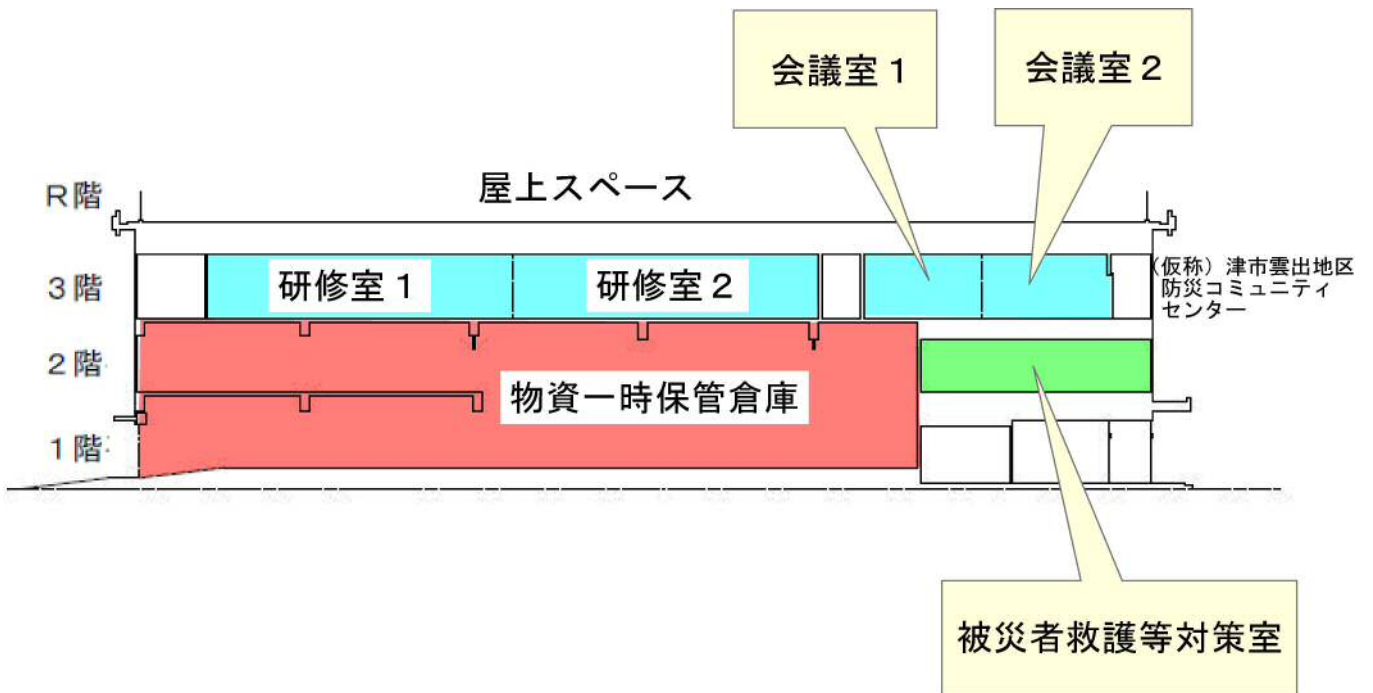 会議室１
会議室２
R階
屋上スペース
3階
研修室１
研修室２
（仮称）津市雲出地区
防災コミュニティ
センター
2階
物資一時保管倉庫
1階
被災者救護等対策室